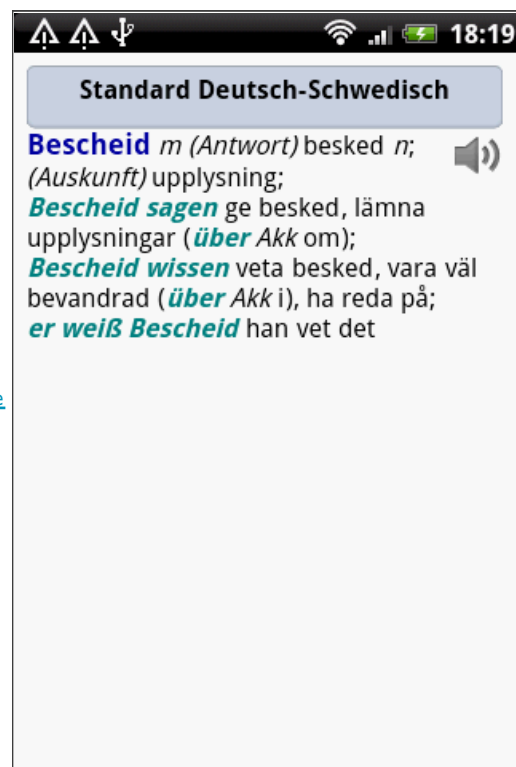 18:19
Standard Deutsch-Schwedisch
Bescheid m (Antwort) besked n;
(Auskunft) upplysning;
Bescheid sagen ge besked, lämna
upplysningar (über Akk om);
Bescheid wissen veta besked, vara väl
bevandrad (über Akk i), ha reda på;
er weiß Bescheid han vet det
e